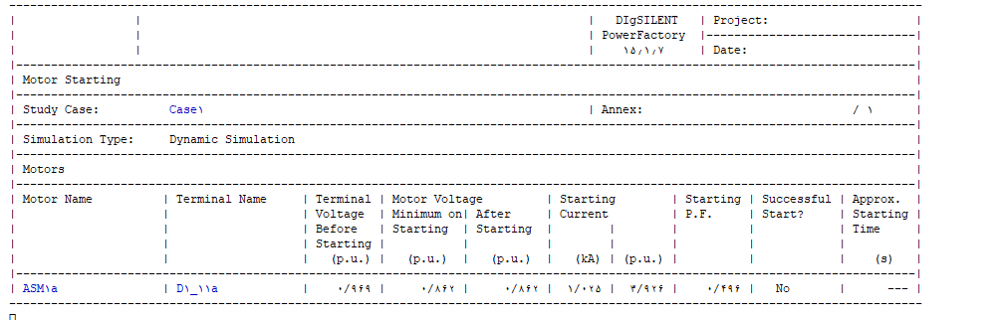 DIgSILENT | Project:
PowerFactory
۱۵٫۱٫۷ | Date:
Motor Starting
Study Case: Case۱ | Annex: / ۱
Simulation Type: Dynamic Simulation
Motors
Motor Name | Terminal Name | Terminal | Motor Voltage | Starting | Starting | Successful | Approx.
Voltage | Minimum on| After | Current | P.F. | Start? | Starting
Before | Starting | Starting | Time
Starting
(p.u.) | (p.u.) | (p.u.) | (kA) | (p.u.) | (s)
ASM۱a | D۱_۱۱a | ۰/۹۶۹ | ۰/۸۶۲ | ۰/۸۶۲ | ۱/۰۲۵ | ۳/۹۲۶ | ۰/۴۹۶ | No | ---